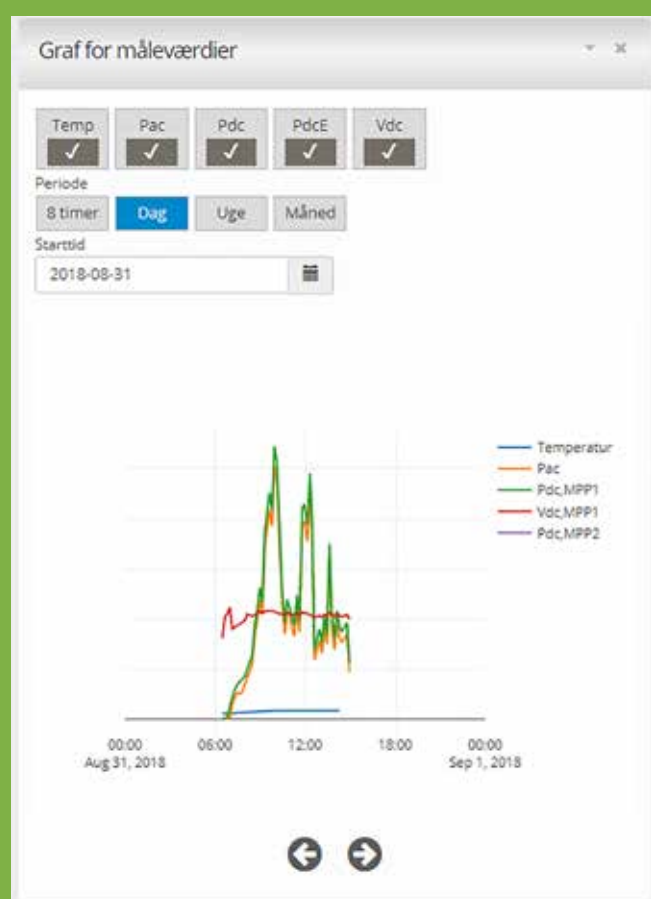 Graf for måleværdier
Temp Pac Pdc PdcE Vdc
Periode
8 timer Dag Uge Måned
Starttid
2018-08-31
Temperatur
Pac
Pdc,MPP1
Vdc,MPP1
Pdc,MPP2
00:00 06:00 12:00 18:00 00:00
Aug 31, 2018 Sep 1, 2018